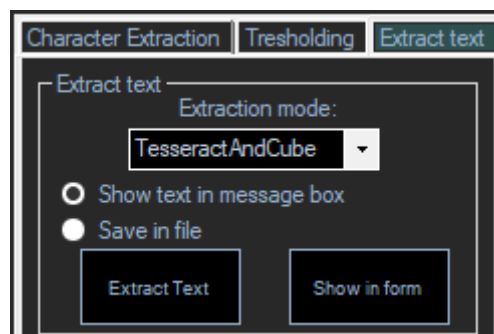 Character Extraction Tresholding Extract text
Extract text
Extraction mode:
TesseractAndCube
Show text in message box
Save in file
Extract Text Show in form